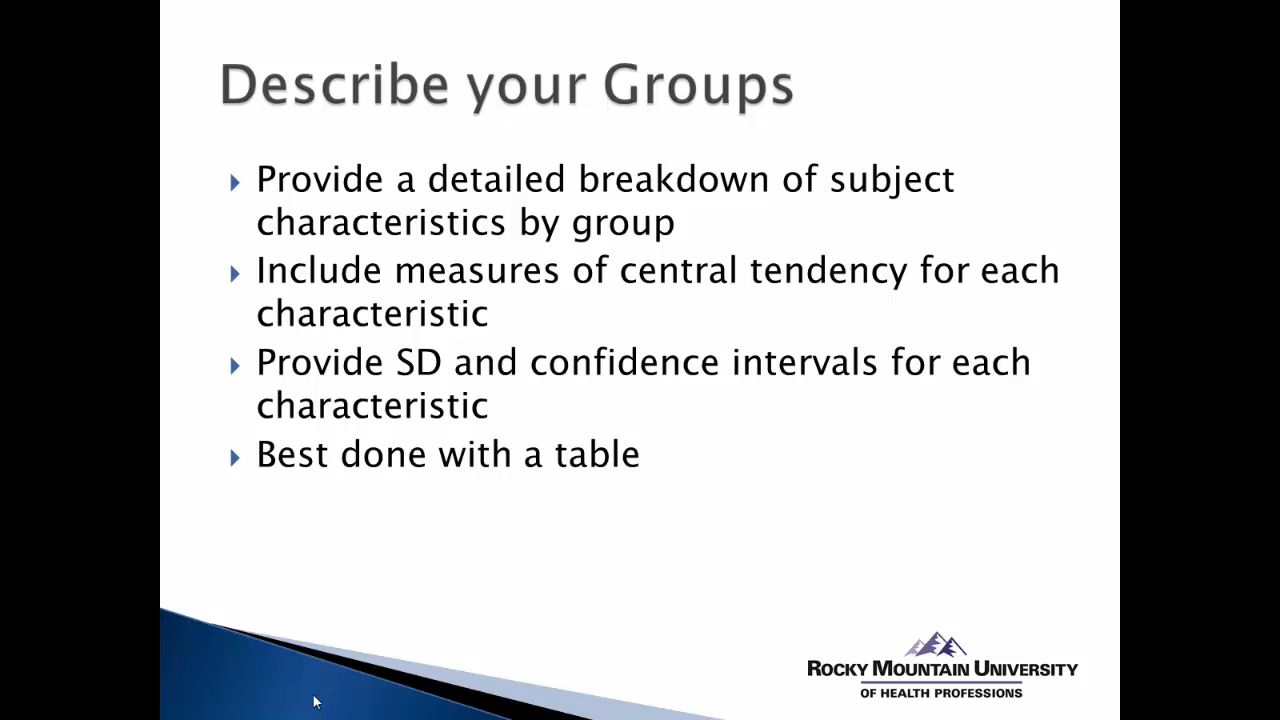 Describe your Groups
Provide a detailed breakdown of subject
characteristics by group
Include measures of central tendency for each
characteristic
Provide SD and confidence intervals for each
characteristic
Best done with a table
ROCKY MOUNTAIN UNIVERSITY
OF HEALTH PROFESSIONS